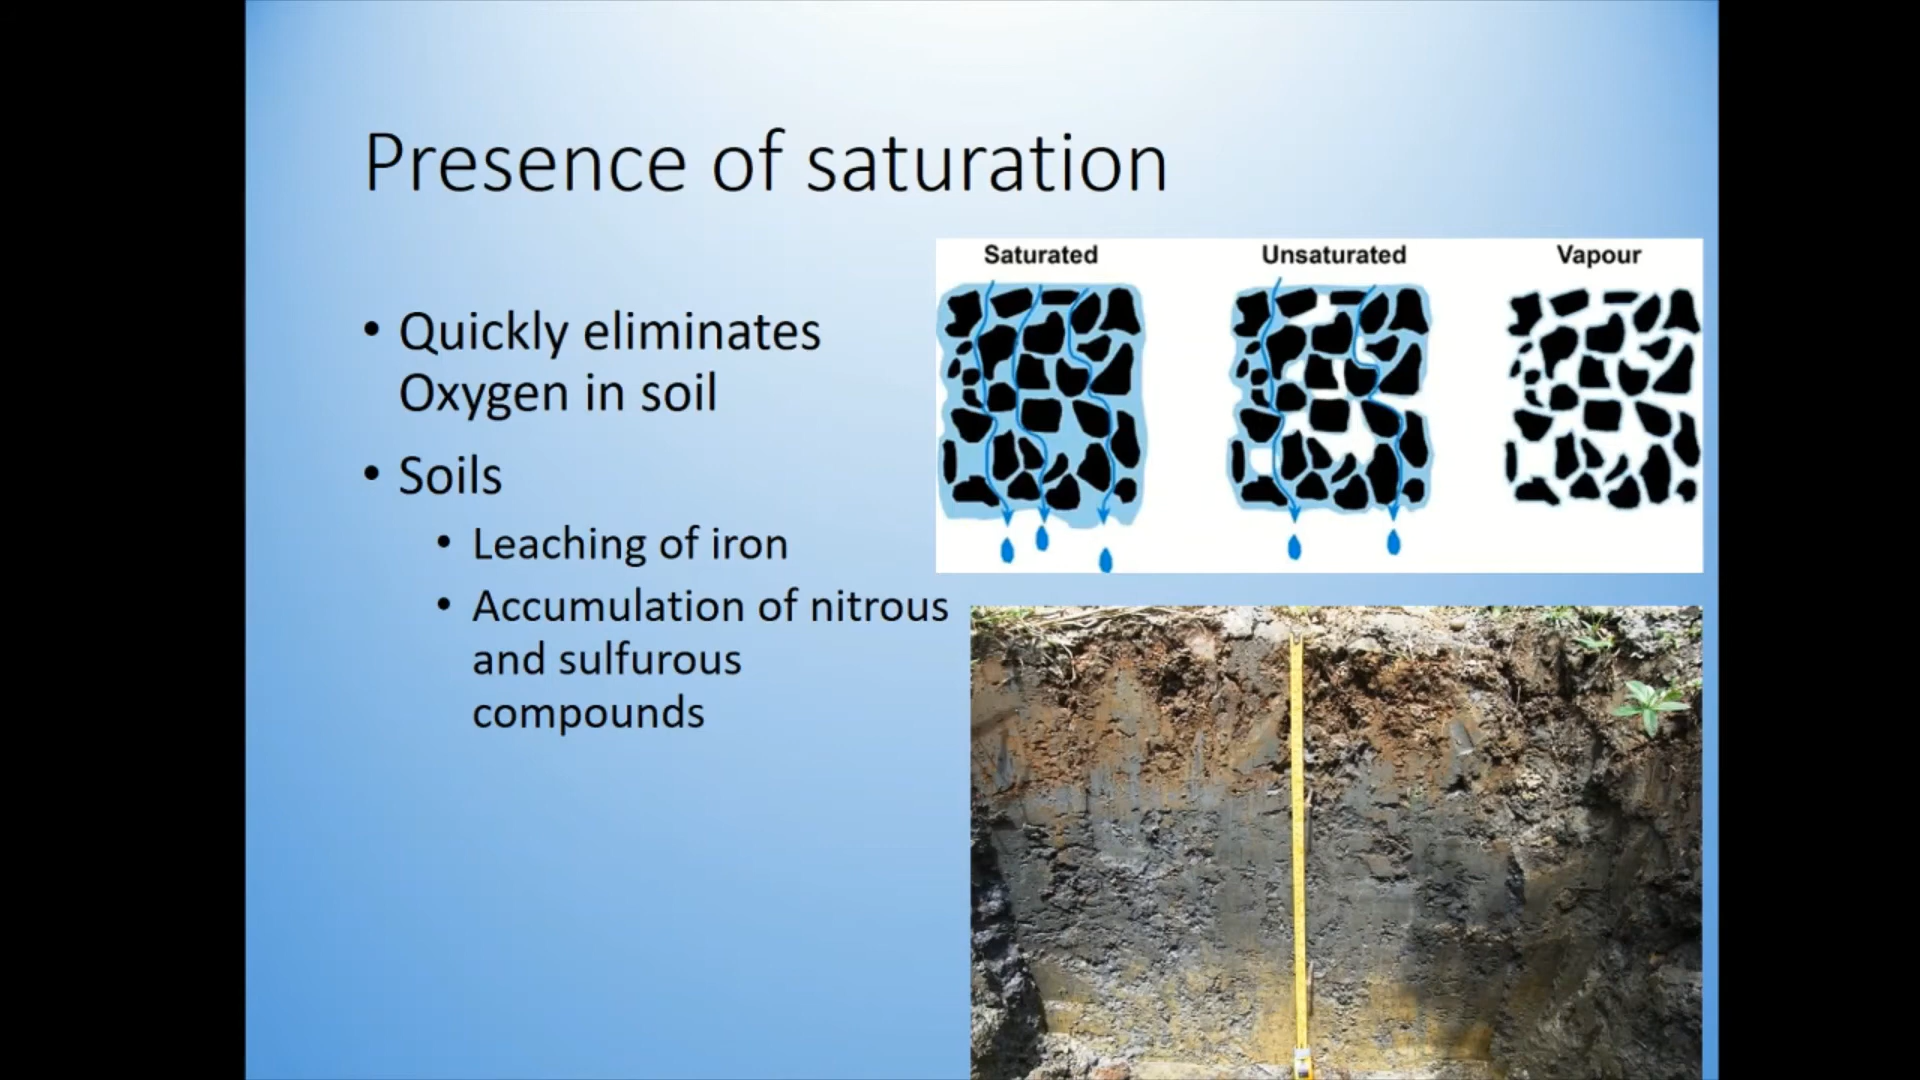 Presence of saturation
• Quickly eliminates
Oxygen in soil
• Soils
• Leaching of iron
• Accumulation of nitrous
and sulfurous
compounds
Saturated
Unsaturated
Vapour